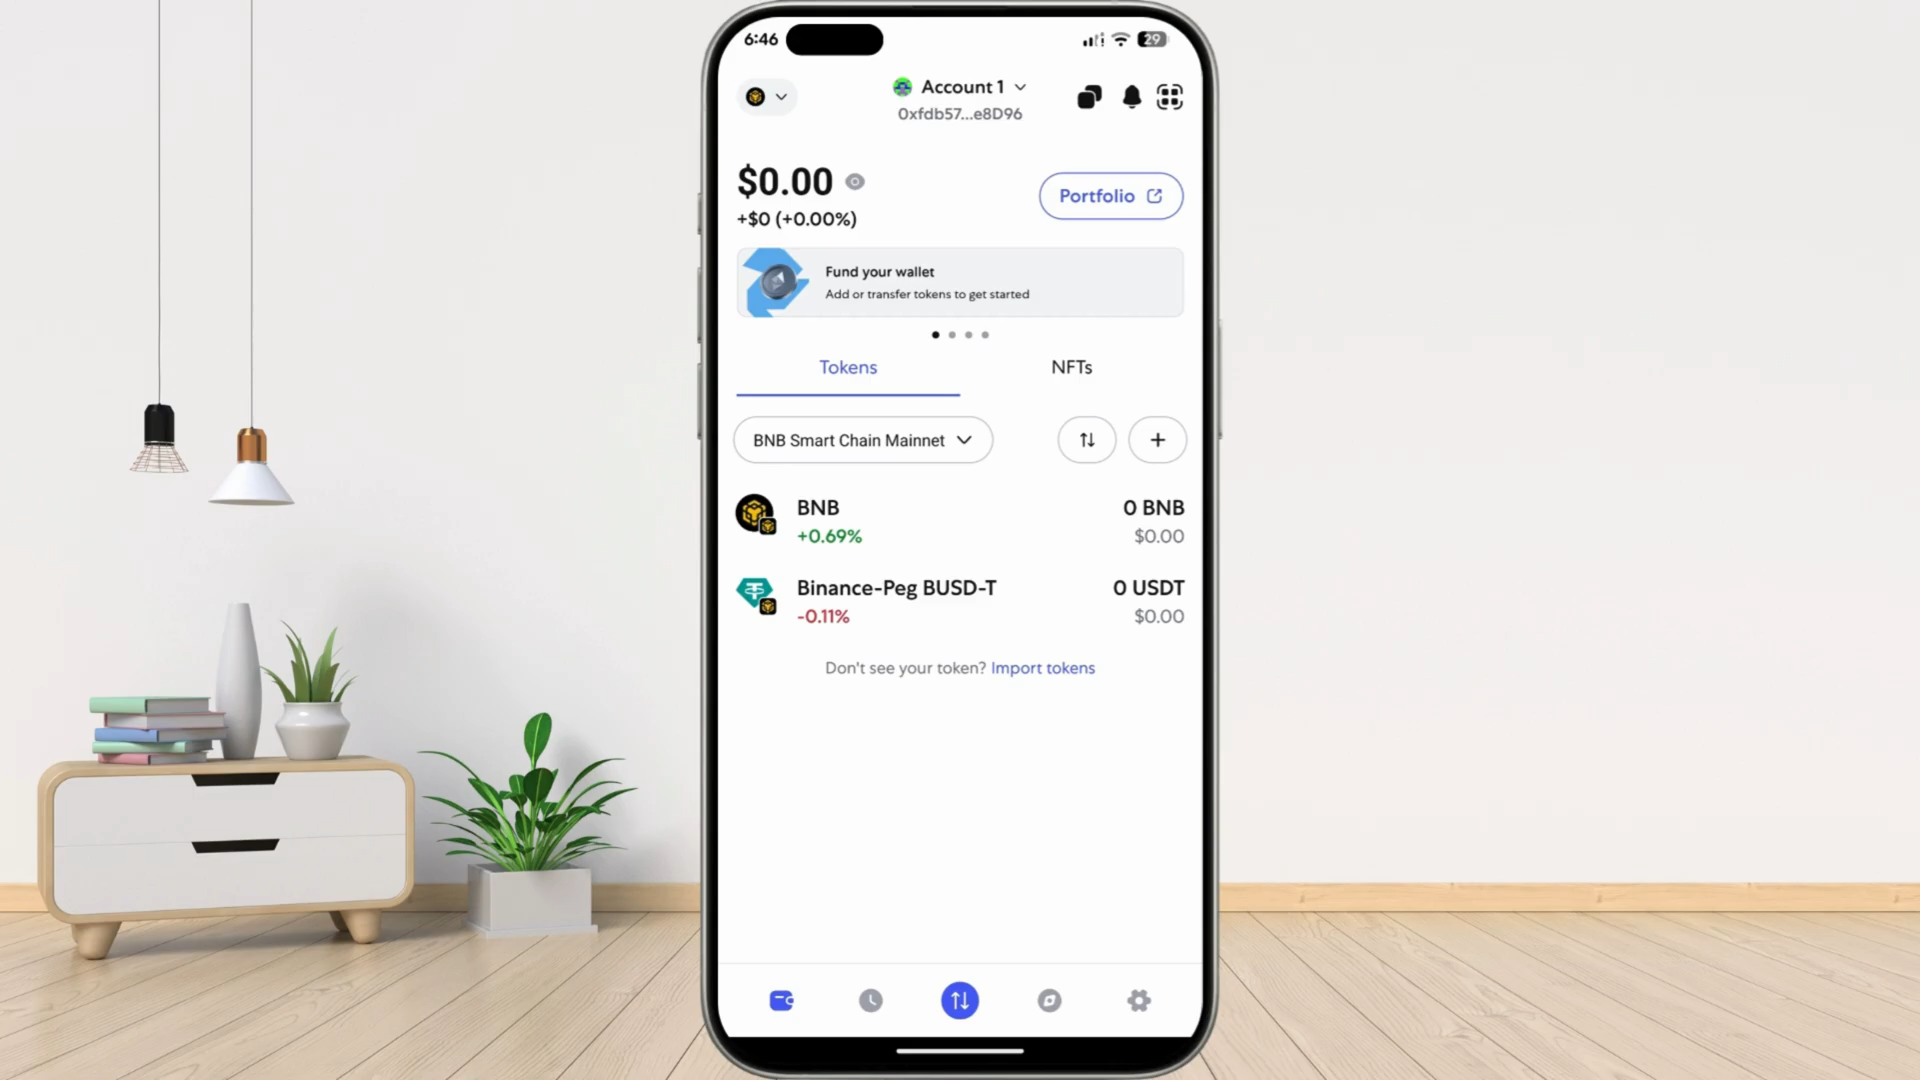 6:46
29
Account 1
0xfdb57...e8D96
$0.00
+$0 (+0.00%)
Portfolio
Fund your wallet
Add or transfer tokens to get started
Tokens
NFTs
BNB Smart Chain Mainnet
BNB
0 BNB
+0.69%
$0.00
Binance-Peg BUSD-T
0 USDT
-0.11%
$0.00
Don't see your token? Import tokens